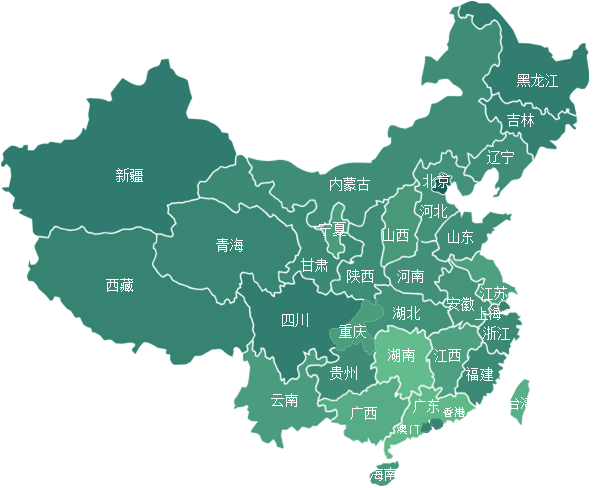 黑龙江
吉林
辽宁
新疆
内蒙古
北京
河北
宁夏
山西
山东
青海
甘肃
陕西
河南
西藏
江苏
安徽
上海
四川
湖北
重庆
浙江
湖南
江西
贵州
福建
云南
广西
广东
香港
台湾
澳门
海南